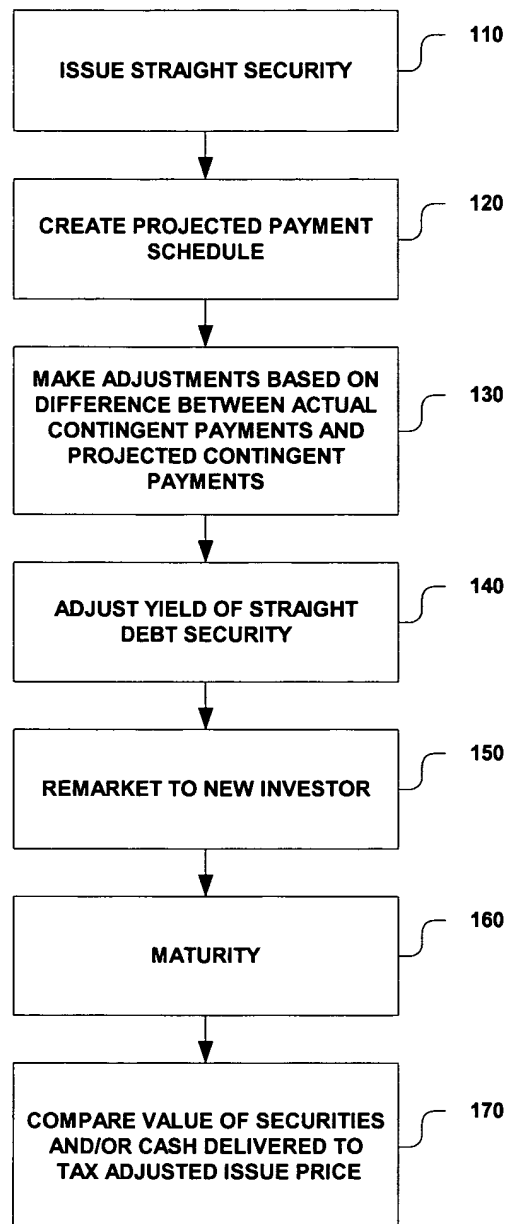 110
ISSUE STRAIGHT SECURITY
120
CREATE PROJECTED PAYMENT
SCHEDULE
130
MAKE ADJUSTMENTS BASED ON
DIFFERENCE BETWEEN ACTUAL
CONTINGENT PAYMENTS AND
PROJECTED CONTINGENT
PAYMENTS
140
ADJUST YIELD OF STRAIGHT
DEBT SECURITY
150
REMARKET TO NEW INVESTOR
160
MATURITY
170
COMPARE VALUE OF SECURITIES
AND/OR CASH DELIVERED TO
TAX ADJUSTED ISSUE PRICE